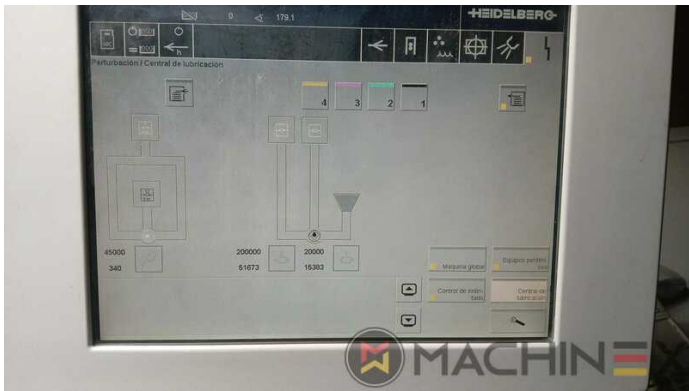 HEIDELBERG
0 179.1
h
Perturbación / Central de lubricación
4 3 2 1
45000 200000 20000
340 51673 15383
Máquina global
Central de lubricación
MACHINEX